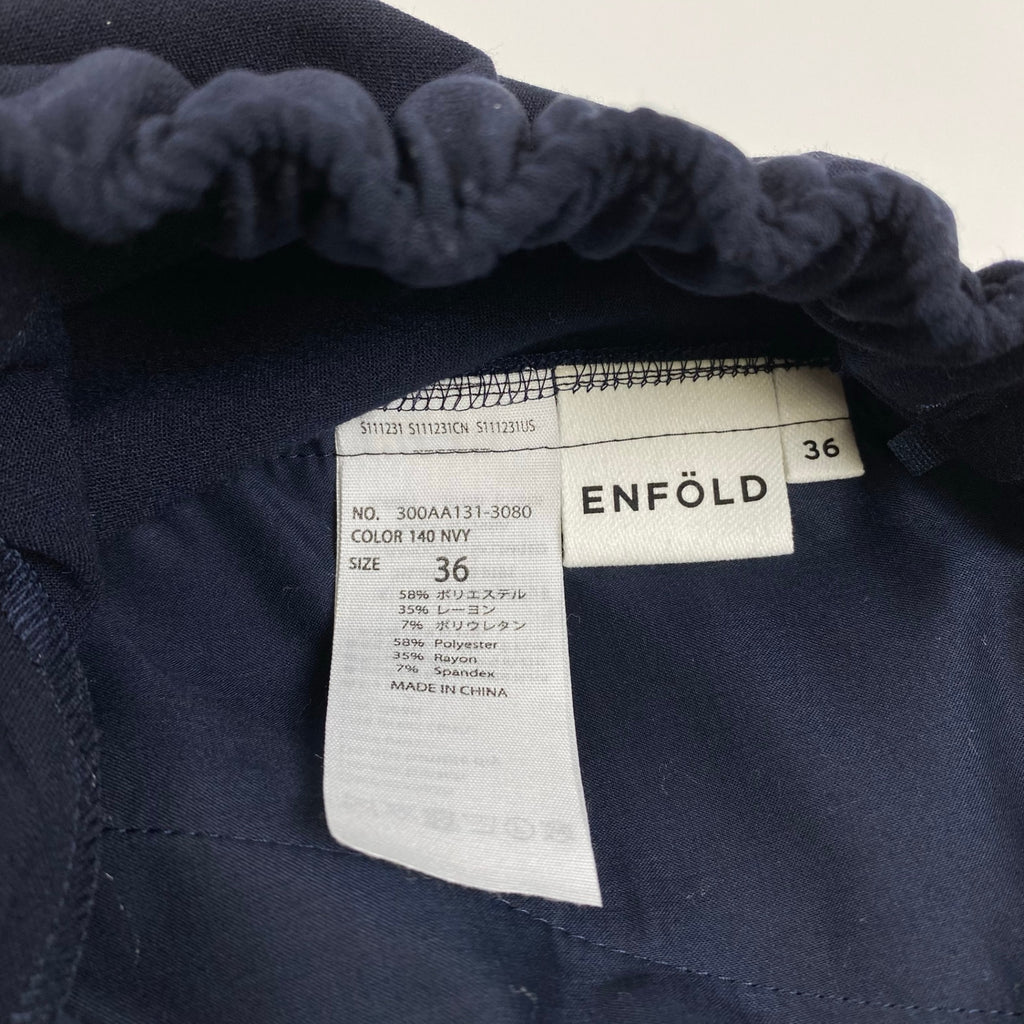 S111231 S111231CN S111231US
NO. 300AA131-3080
COLOR 140 NVY
SIZE 36
58% ポリエステル
35% レーヨン
7% ポリウレタン
58% Polyester
35% Rayon
7% Spandex
MADE IN CHINA
ENFÖLD
36